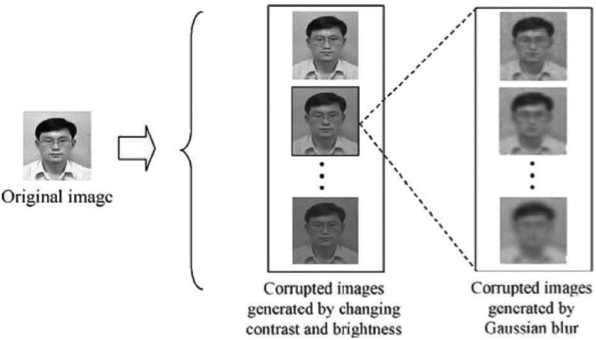 Original image
Corrupted images
generated by changing
contrast and brightness
Corrupted images
generated by
Gaussian blur